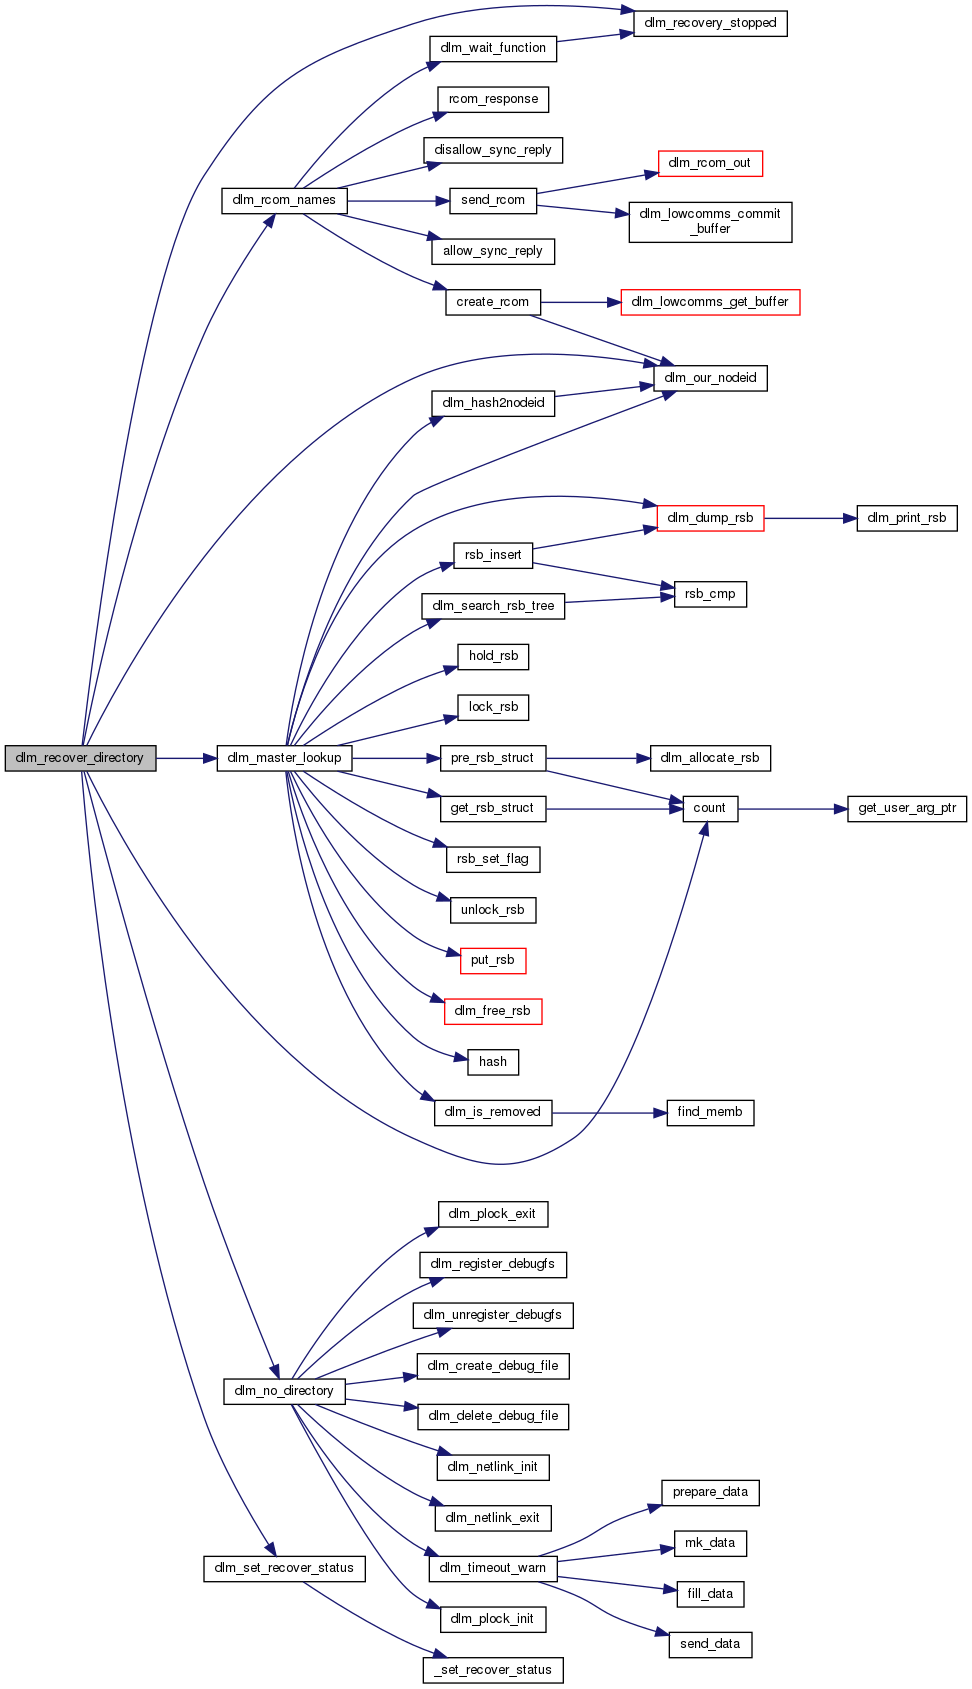 dlm_recovery_stopped
dlm_wait_function
rcom_response
disallow_sync_reply
dlm_rcom_out
dlm_rcom_names
send_rcom
dlm_lowcomms_commit
_buffer
allow_sync_reply
create_rcom
dlm_lowcomms_get_buffer
dlm_our_nodeid
dlm_hash2nodeid
dlm_dump_rsb
dlm_print_rsb
rsb_insert
rsb_cmp
dlm_search_rsb_tree
hold_rsb
lock_rsb
dlm_recover_directory
dlm_master_lookup
pre_rsb_struct
dlm_allocate_rsb
get_rsb_struct
count
get_user_arg_ptr
rsb_set_flag
unlock_rsb
put_rsb
dlm_free_rsb
hash
dlm_is_removed
find_memb
dlm_plock_exit
dlm_register_debugfs
dlm_unregister_debugfs
dlm_create_debug_file
dlm_no_directory
dlm_delete_debug_file
dlm_netlink_init
prepare_data
dlm_netlink_exit
mk_data
dlm_set_recover_status
dlm_timeout_warn
fill_data
dlm_plock_init
send_data
_set_recover_status